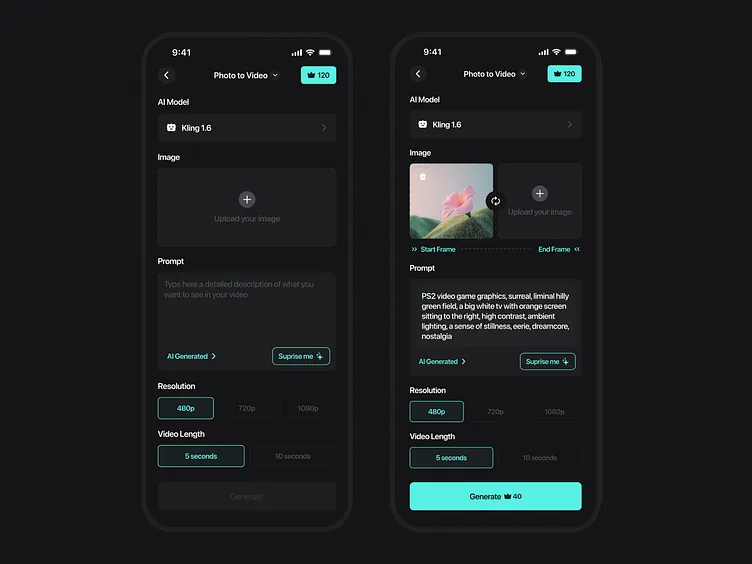 9:41
Photo to Video
120
AI Model
Kling 1.6
Image
Upload your image
Prompt
Type here a detailed description of what you
want to see in your video
AI Generated
Suprise me
Resolution
480p 720p 1080p
Video Length
5 seconds 10 seconds
Generate
9:41
Photo to Video
120
AI Model
Kling 1.6
Image
Upload your image
Start Frame
End Frame
Prompt
PS2 video game graphics, surreal, liminal hilly
green field, a big white tv with orange screen
sitting to the right, high contrast, ambient
lighting, a sense of stillness, eerie, dreamcore,
nostalgia
AI Generated
Suprise me
Resolution
480p 720p 1080p
Video Length
5 seconds 10 seconds
Generate 40